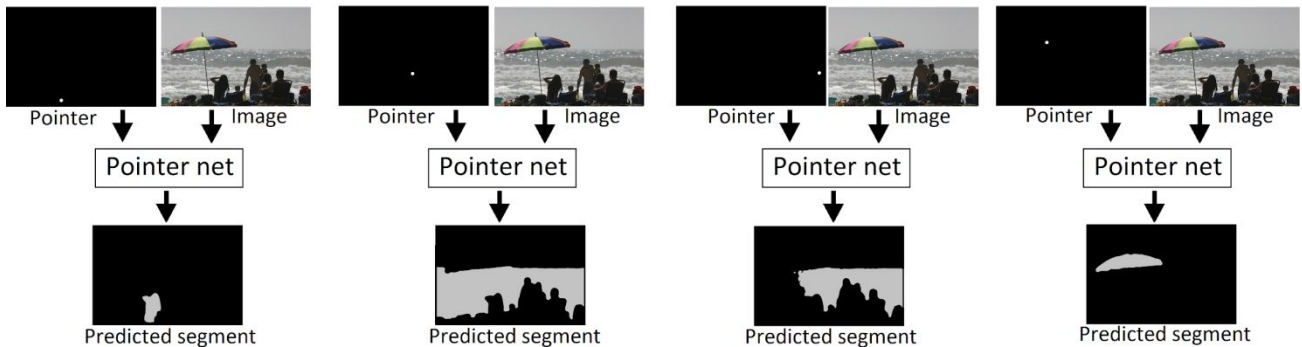 Pointer Image Pointer Image Pointer Image Pointer Image
Pointer net Pointer net Pointer net Pointer net
Predicted segment Predicted segment Predicted segment Predicted segment